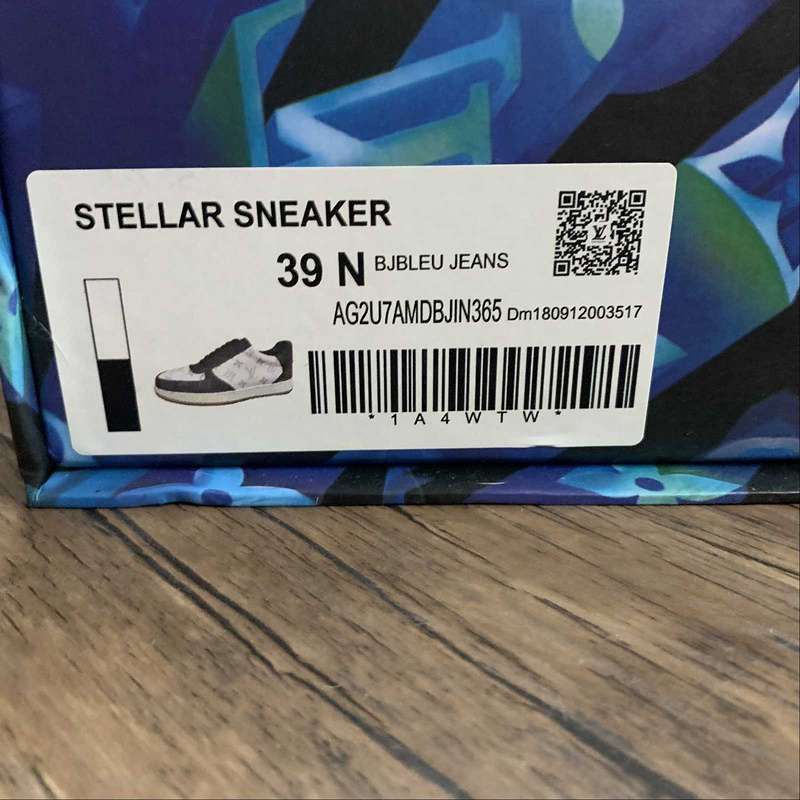 STELLAR SNEAKER
39 N BJBLEU JEANS
AG2U7AMDBJIN365 Dm180912003517
*1A4WTW*